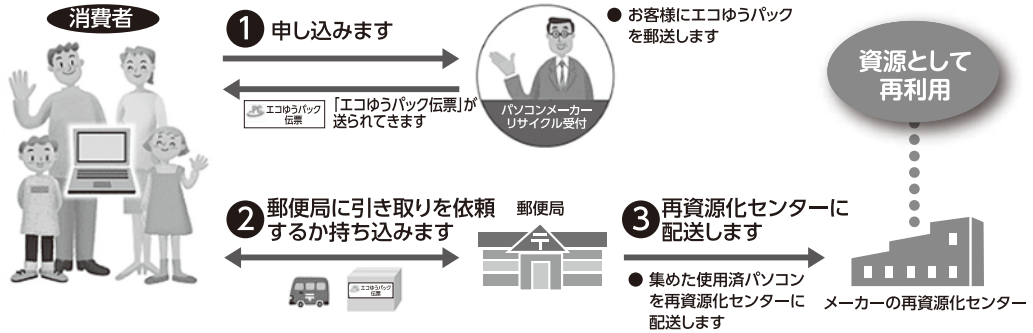 消費者
1 申し込みます
エコゆうパック
伝票
「エコゆうパック伝票」が
送られてきます
パソコンメーカー
リサイクル受付
● お客様にエコゆうパック
を郵送します
資源として
再利用
2 郵便局に引き取りを依頼
するか持ち込みます
エコゆうパック
伝票
郵便局
〒
3 再資源化センターに
配送します
● 集めた使用済パソコン
を再資源化センターに
配送します
メーカーの再資源化センター